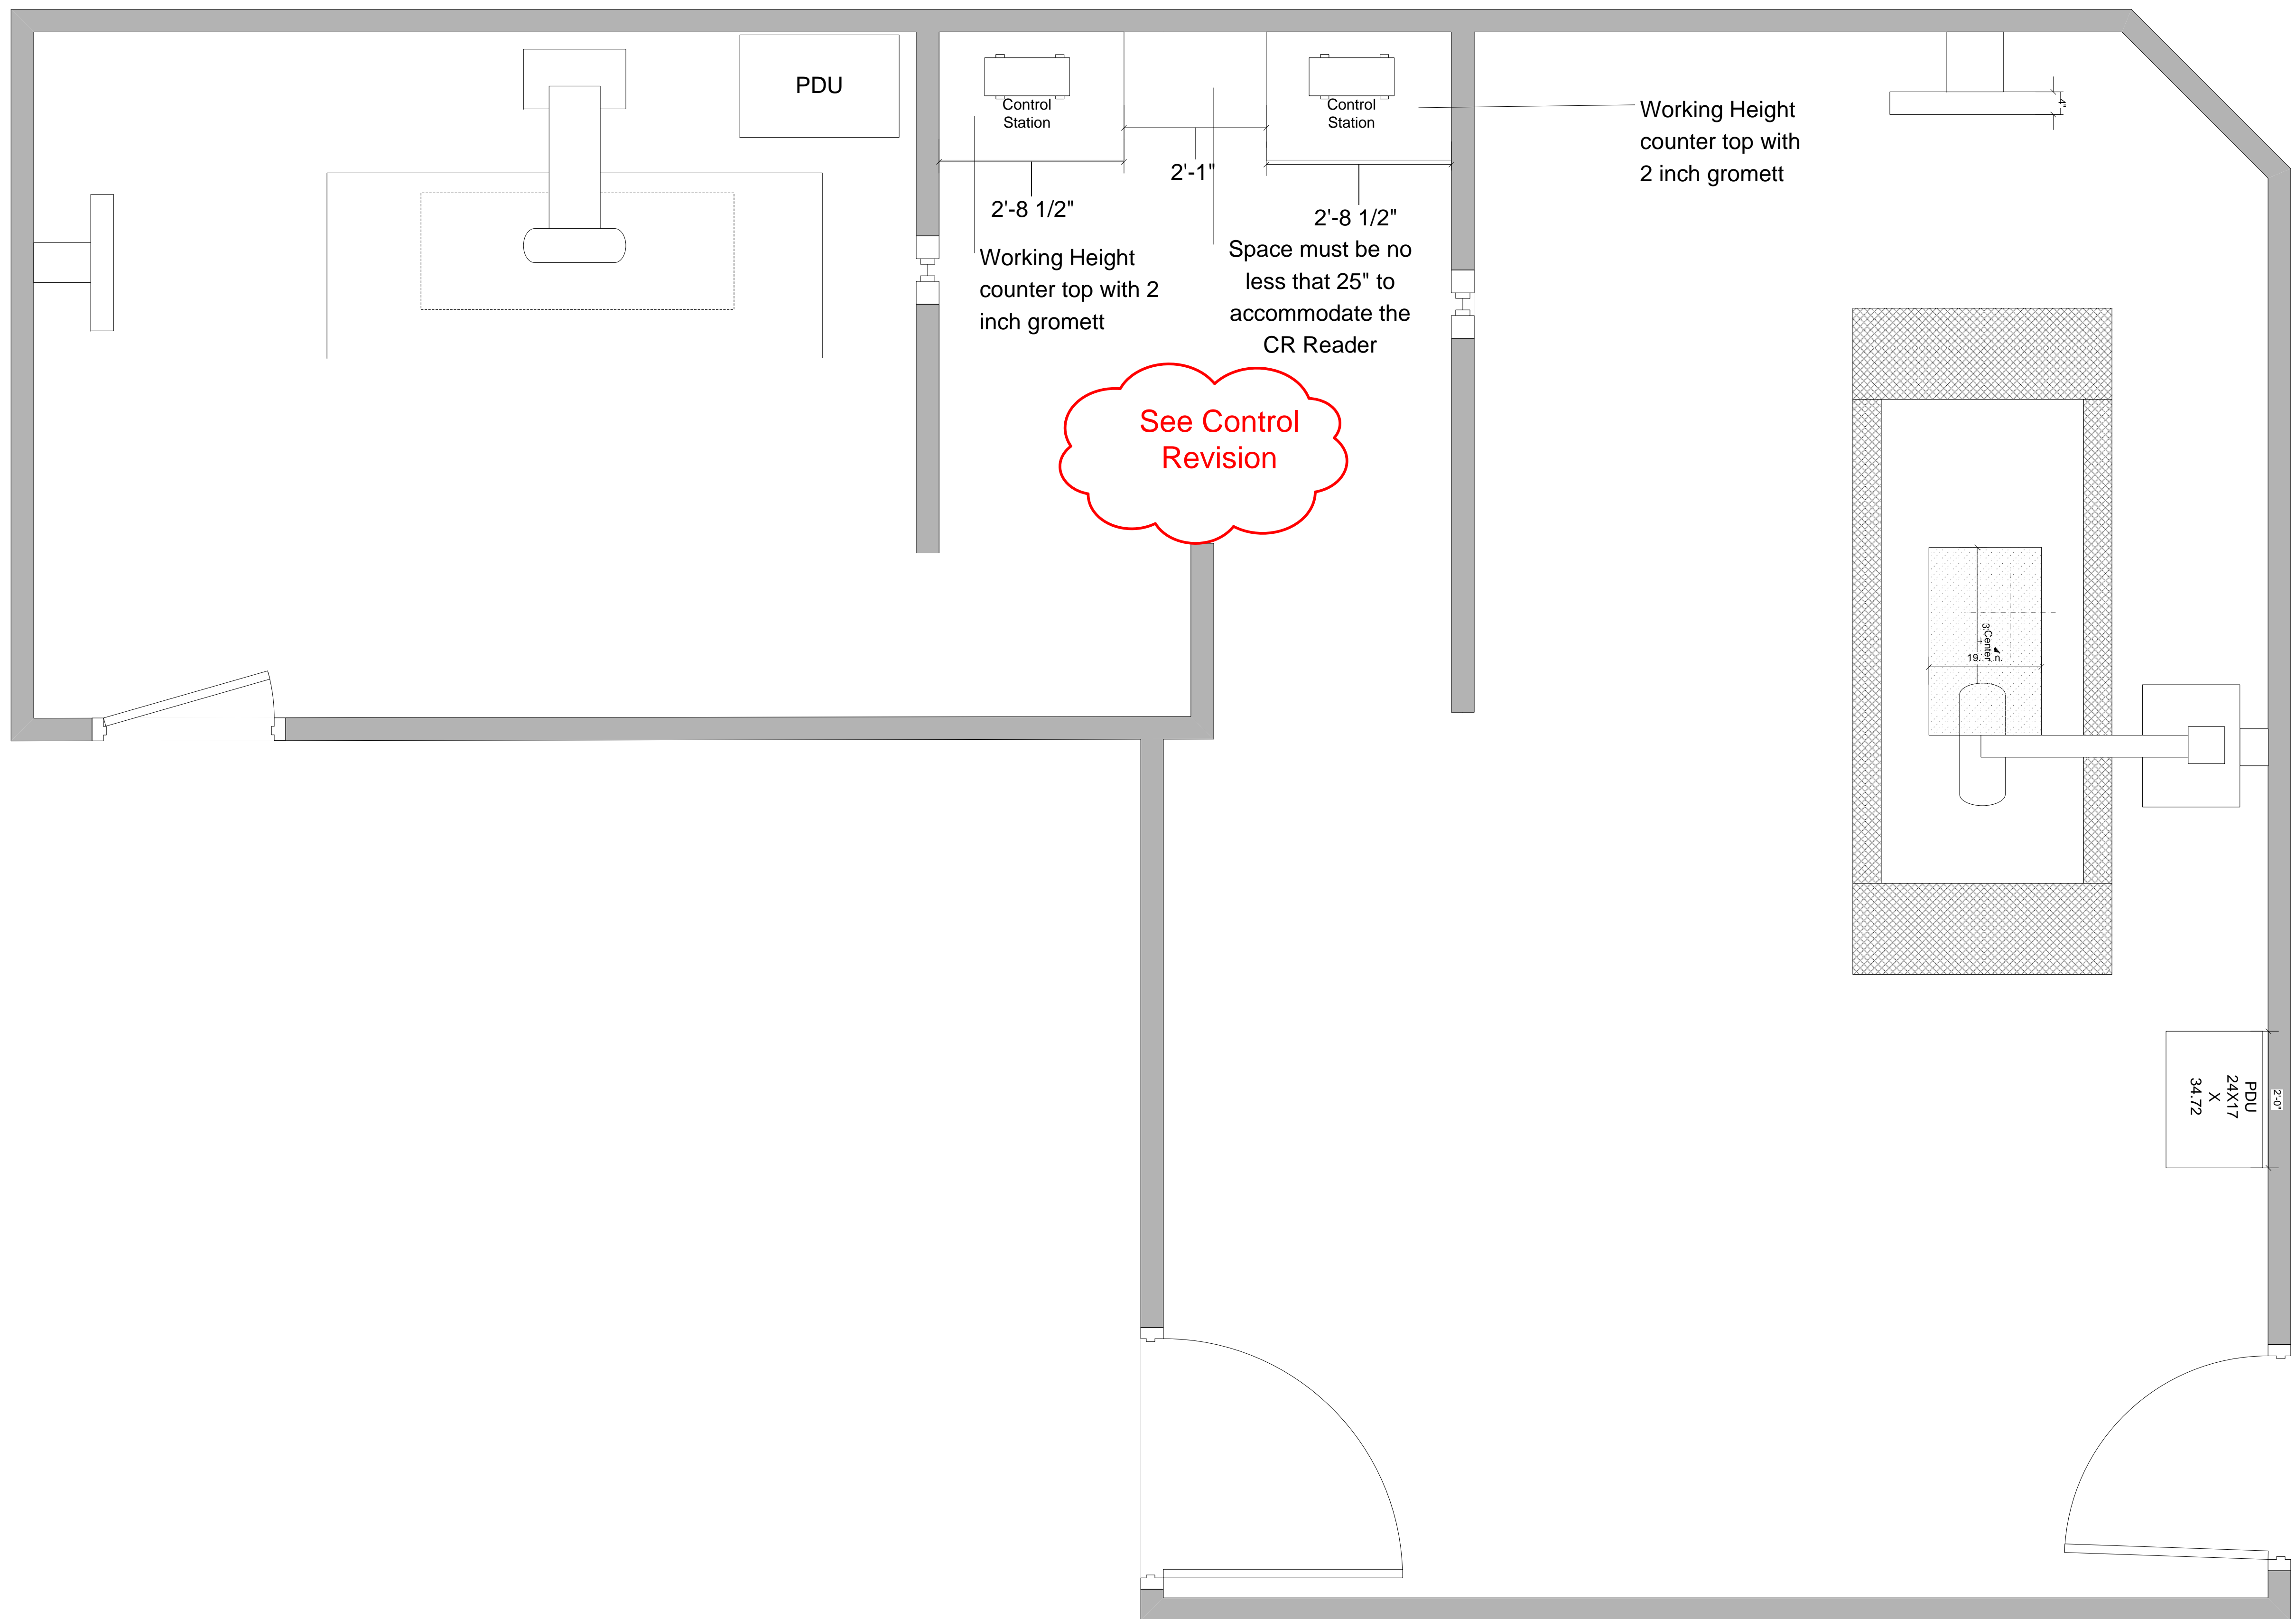 PDU
Control
Station
Control
Station
2'-8 1/2"
2'-1"
2'-8 1/2"
Working Height
counter top with 2
inch gromett
Space must be no
less that 25" to
accommodate the
CR Reader
Working Height
counter top with
2 inch gromett
4"
See Control
Revision
Center
19.
PDU
24X17
X
34.72
2'-0"